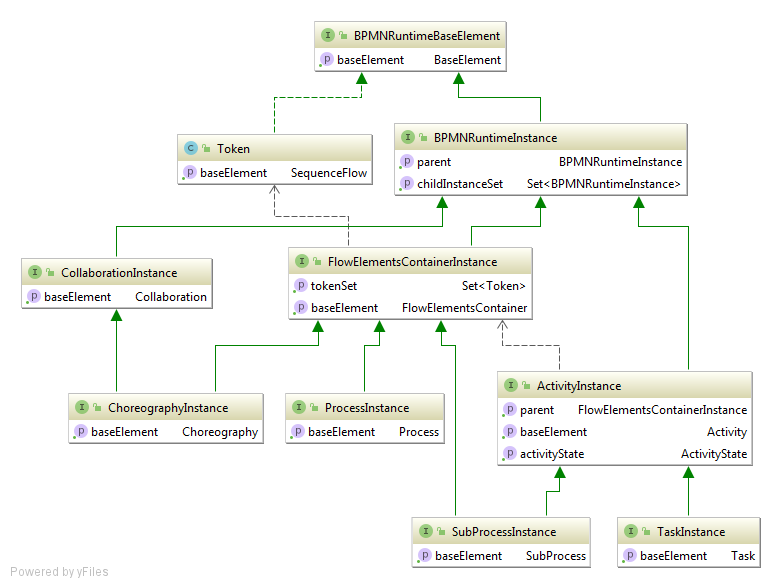 I BPMNRuntimeBaseElement
p baseElement BaseElement
C Token
p baseElement SequenceFlow
I BPMNRuntimeInstance
p parent BPMNRuntimeInstance
p childInstanceSet Set<BPMNRuntimeInstance>
I CollaborationInstance
p baseElement Collaboration
I FlowElementsContainerInstance
p tokenSet Set<Token>
p baseElement FlowElementsContainer
I ChoreographyInstance
p baseElement Choreography
I ProcessInstance
p baseElement Process
I ActivityInstance
p parent FlowElementsContainerInstance
p baseElement Activity
p activityState ActivityState
I SubProcessInstance
p baseElement SubProcess
I TaskInstance
p baseElement Task
Powered by yFiles